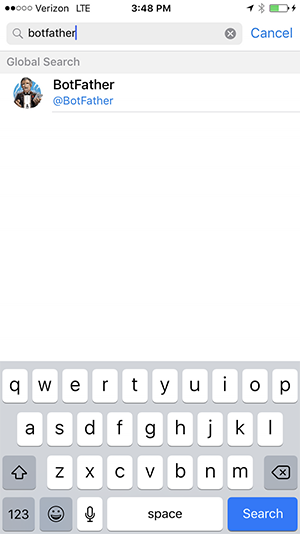 Verizon LTE 3:48 PM
botfather Cancel
Global Search
BotFather
@BotFather
q w e r t y u i o p
a s d f g h j k l
z x c v b n m
123 space Search